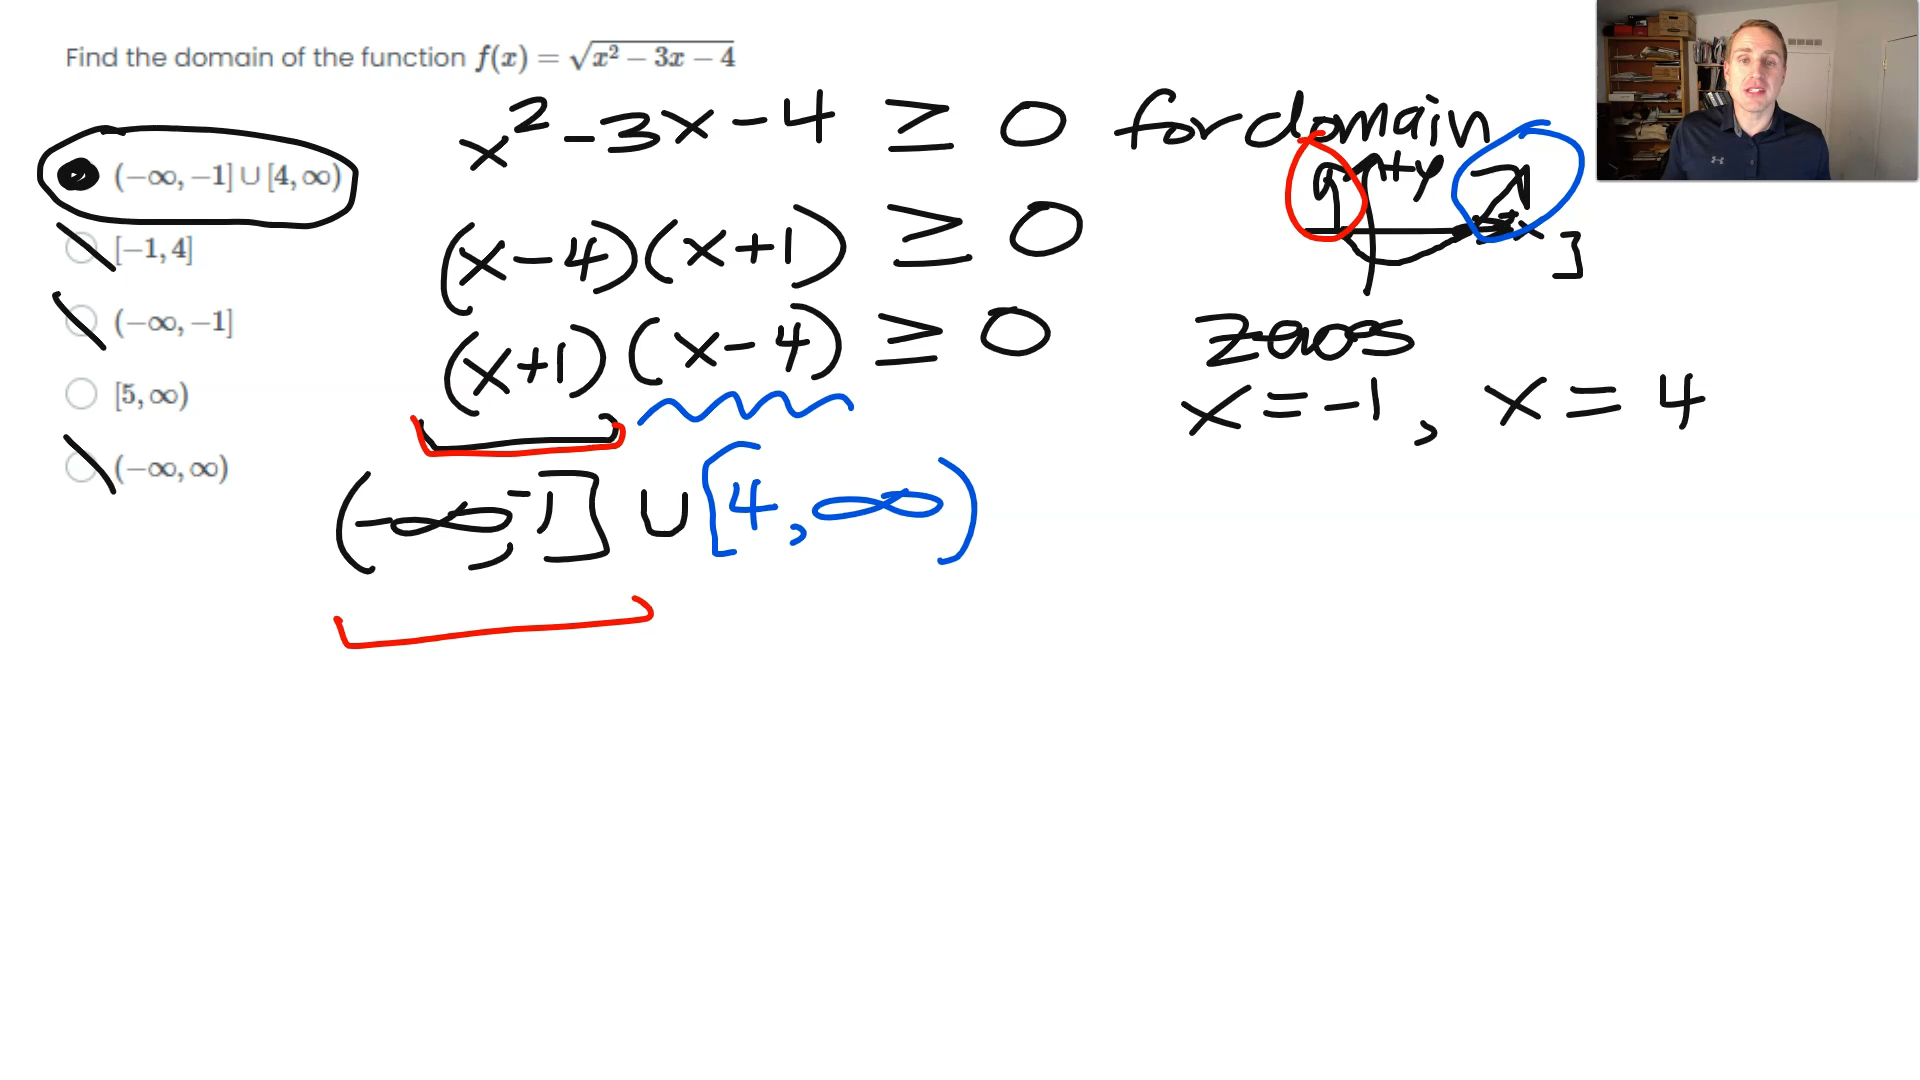 Find the domain of the function f(x) = √(x² − 3x − 4)
x² - 3x - 4 ≥ 0 for domain
(−∞, −1] ∪ [4, ∞)
[−1, 4]
(−∞, −1]
[5, ∞)
(−∞, ∞)
(x-4)(x+1) ≥ 0
(x+1)(x-4) ≥ 0
(-∞, -1] ∪ [4, ∞)
+y
x
]
zeros
x = -1, x = 4